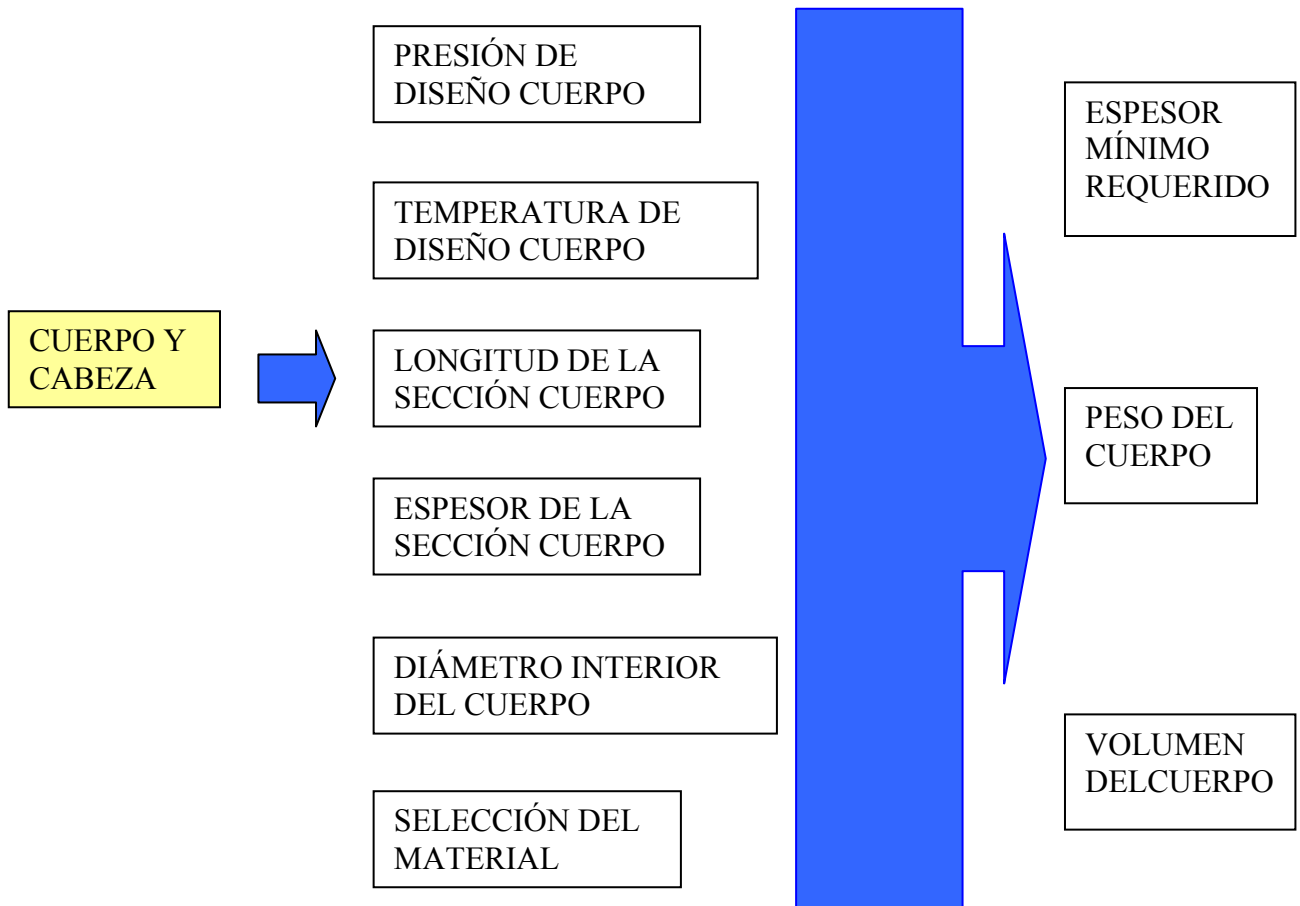 CUERPO Y
CABEZA
PRESIÓN DE
DISEÑO CUERPO
TEMPERATURA DE
DISEÑO CUERPO
LONGITUD DE LA
SECCIÓN CUERPO
ESPESOR DE LA
SECCIÓN CUERPO
DIÁMETRO INTERIOR
DEL CUERPO
SELECCIÓN DEL
MATERIAL
ESPESOR
MÍNIMO
REQUERIDO
PESO DEL
CUERPO
VOLUMEN
DELCUERPO